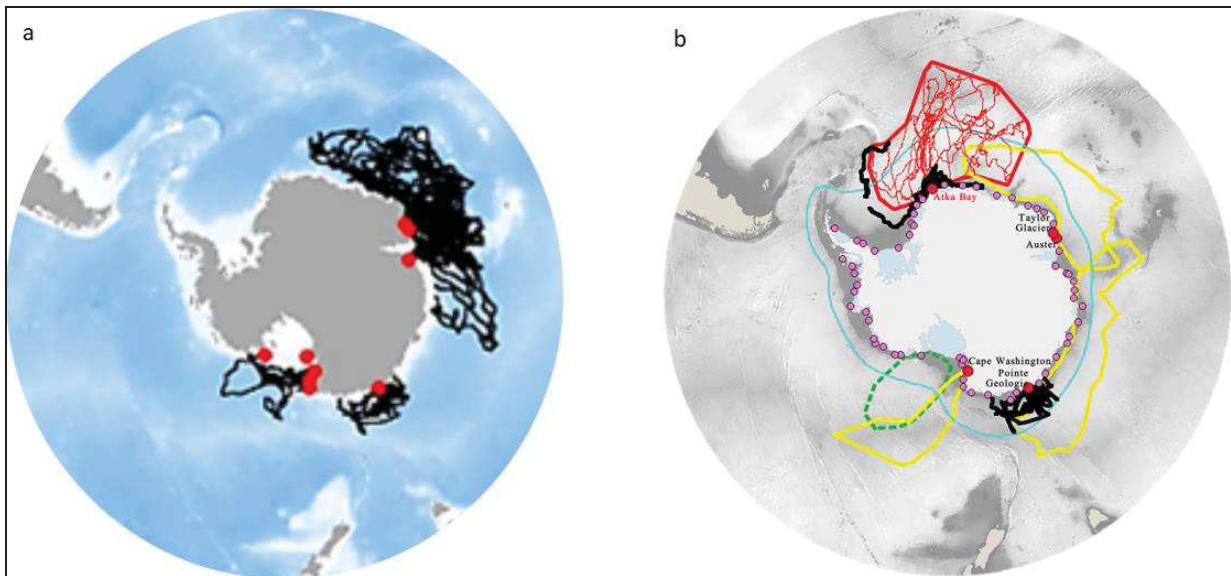 a
b
Atka Bay
Taylor
Glacier
Auster
Cape Washington
Pointe
Geologie